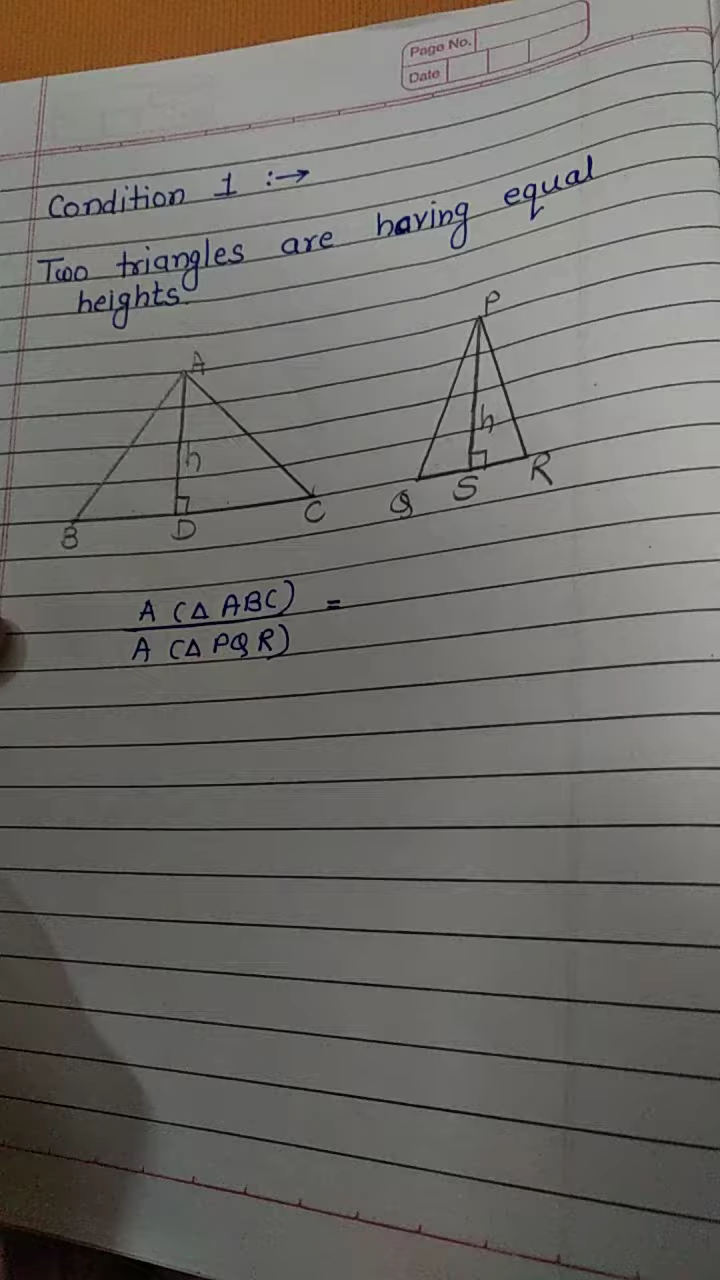 Page No.
Date
Condition 1 :→
Two triangles are having equal
heights.
A
h
B
D
C
P
h
Q
S
R
A (△ ABC) =
A (△ PQR)